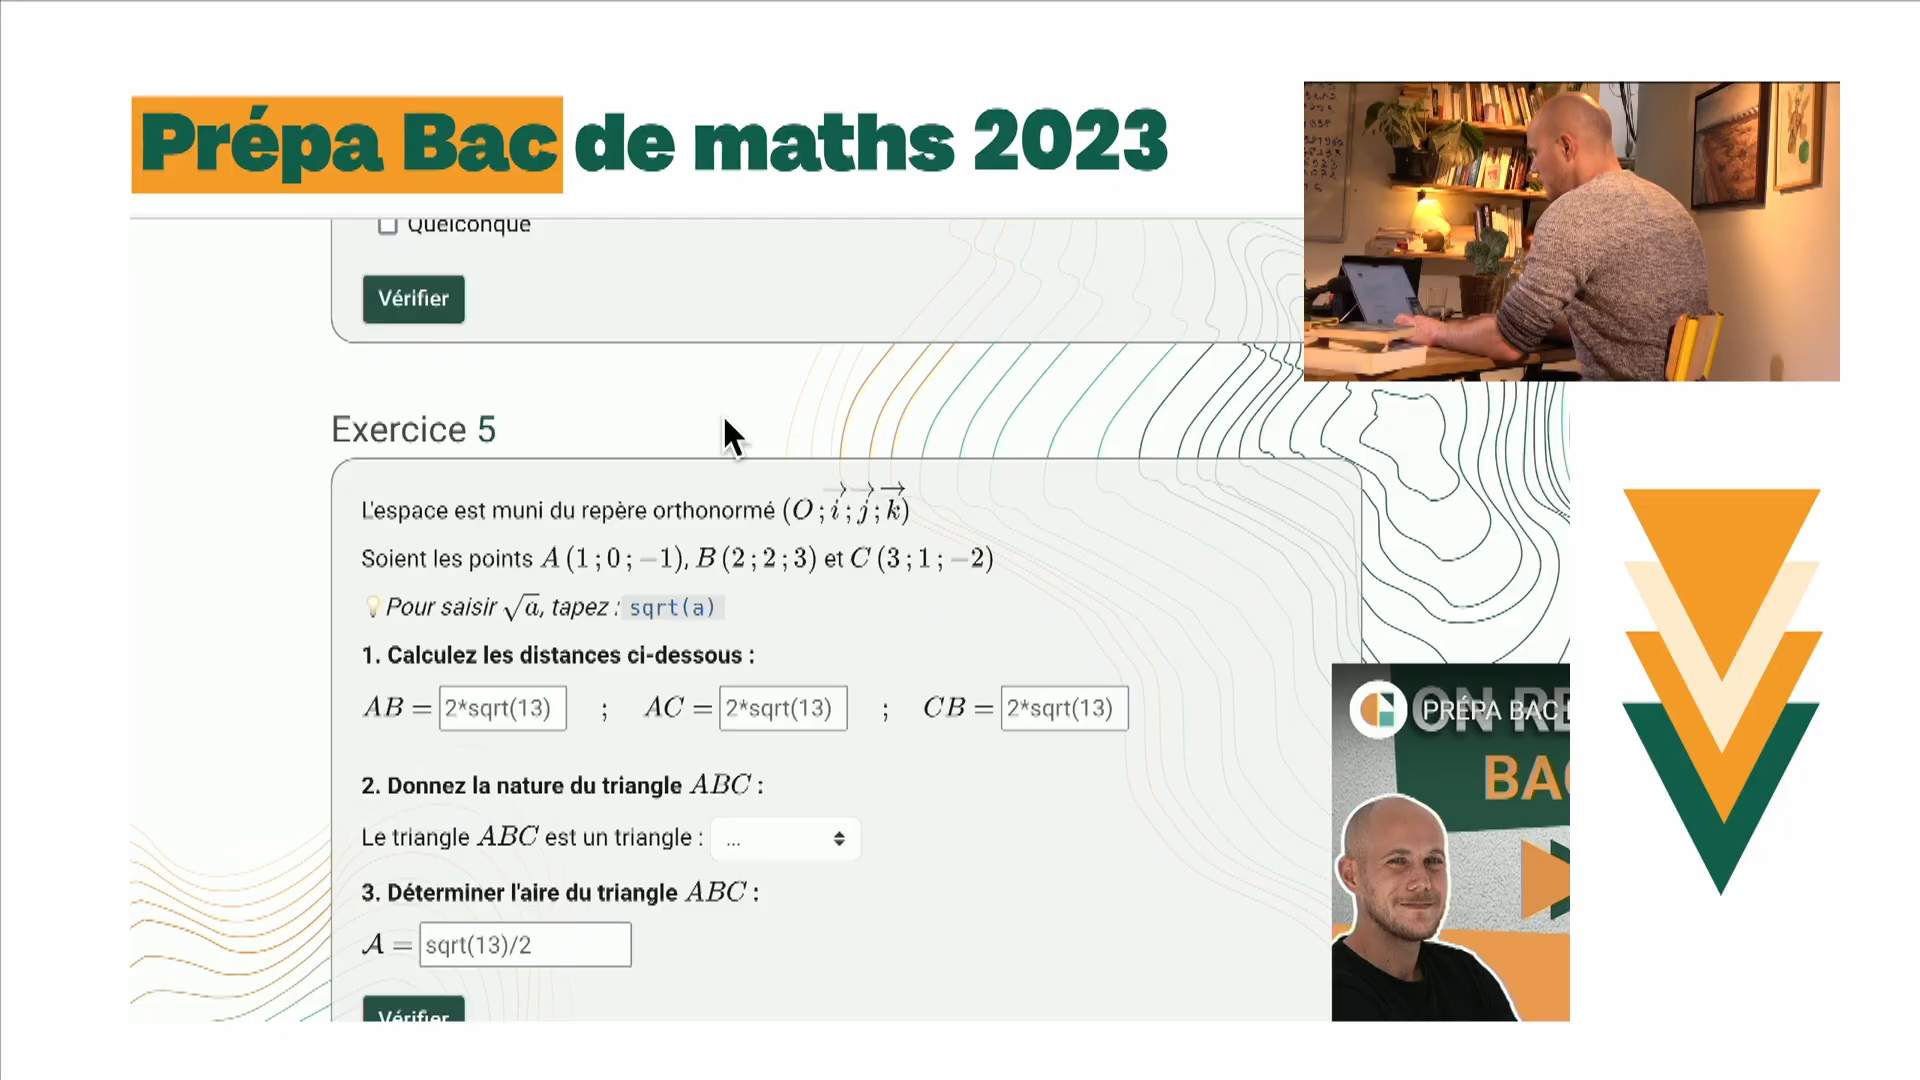 Prépa Bac de maths 2023
Quelconque
Vérifier
Exercice 5
L'espace est muni du repère orthonormé (O ; i⃗ ; j⃗ ; k⃗)
Soient les points A (1 ; 0 ; −1), B (2 ; 2 ; 3) et C (3 ; 1 ; −2)
💡Pour saisir √a, tapez : sqrt(a)
1. Calculez les distances ci-dessous :
AB = 2*sqrt(13) ; AC = 2*sqrt(13) ; CB = 2*sqrt(13)
2. Donnez la nature du triangle ABC :
Le triangle ABC est un triangle : ...
3. Déterminer l'aire du triangle ABC :
A = sqrt(13)/2
Vérifier
PRÉPA BAC
ON RE
BAC